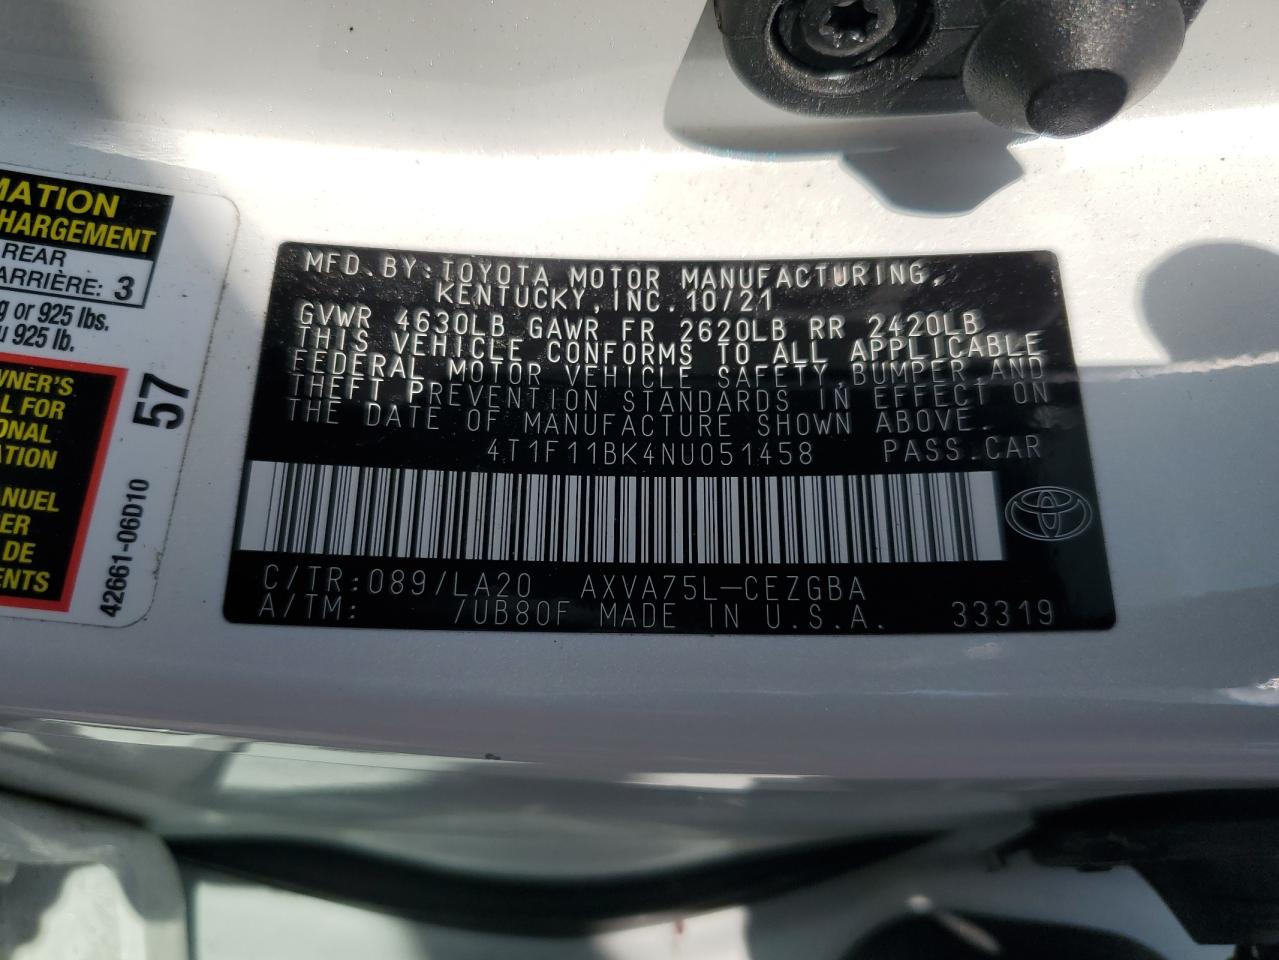 MATION
HARGEMENT
REAR
ARRIÈRE: 3
g or 925 lbs.
u 925 lb.
WNER'S
L FOR
ONAL
ATION
ANUEL
ER
DE
ENTS
57
42661-06D10
MFD. BY: TOYOTA MOTOR MANUFACTURING,
KENTUCKY, INC. 10/21
GVWR 4630LB GAWR FR 2620LB RR 2420LB
THIS VEHICLE CONFORMS TO ALL APPLICABLE
FEDERAL MOTOR VEHICLE SAFETY, BUMPER, AND
THEFT PREVENTION STANDARDS IN EFFECT ON
THE DATE OF MANUFACTURE SHOWN ABOVE.
4T1F11BK4NU051458 PASS.CAR
C/TR:089/LA20 AXVA75L-CEZGBA
A/TM: /UB80F MADE IN U.S.A. 33319